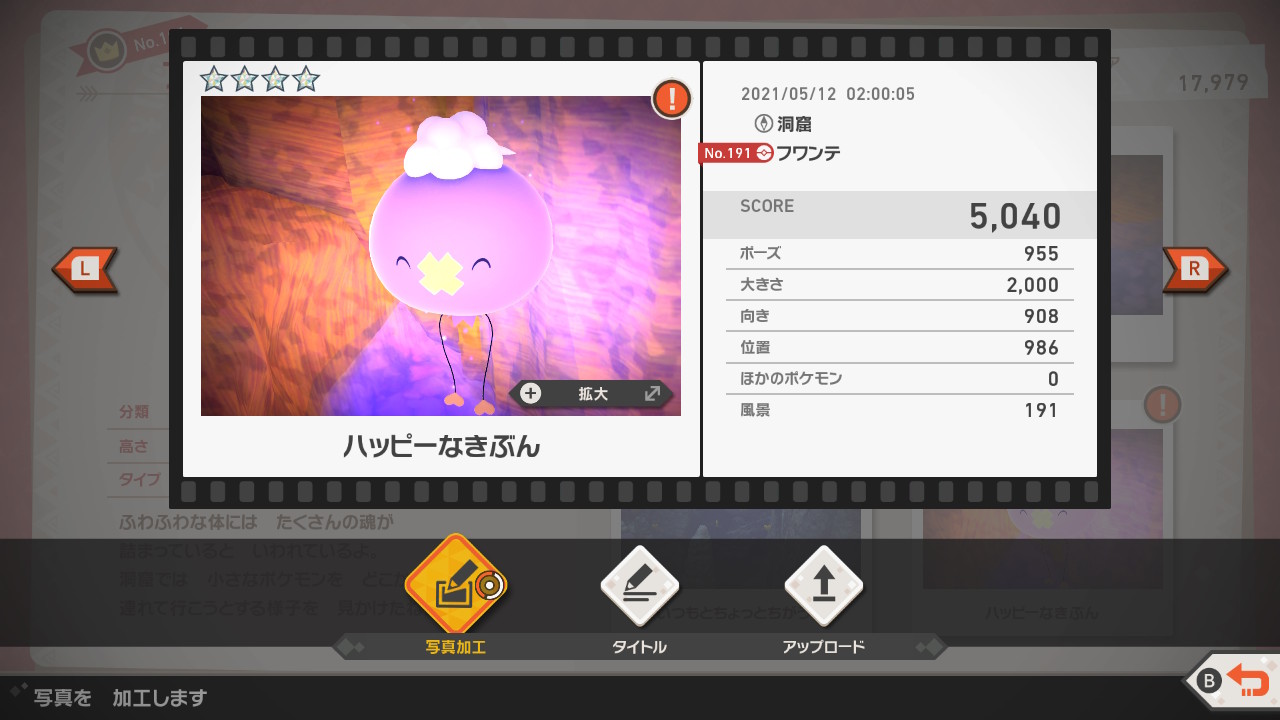 No.1
17,979
2021/05/12 02:00:05
洞窟
No.191 フワンテ
SCORE 5,040
ポーズ 955
大きさ 2,000
向き 908
位置 986
ほかのポケモン 0
風景 191
L
R
+ 拡大
ハッピーなきぶん
分類
高さ
タイプ
ふわふわな体には たくさんの魂が
詰まっていると いわれているよ。
洞窟では 小さなポケモンを どこか
連れて行こうとする様子を 見かけた
いつもとちょっとちが
ハッピーなきぶん
写真加工
タイトル
アップロード
B
写真を 加工します